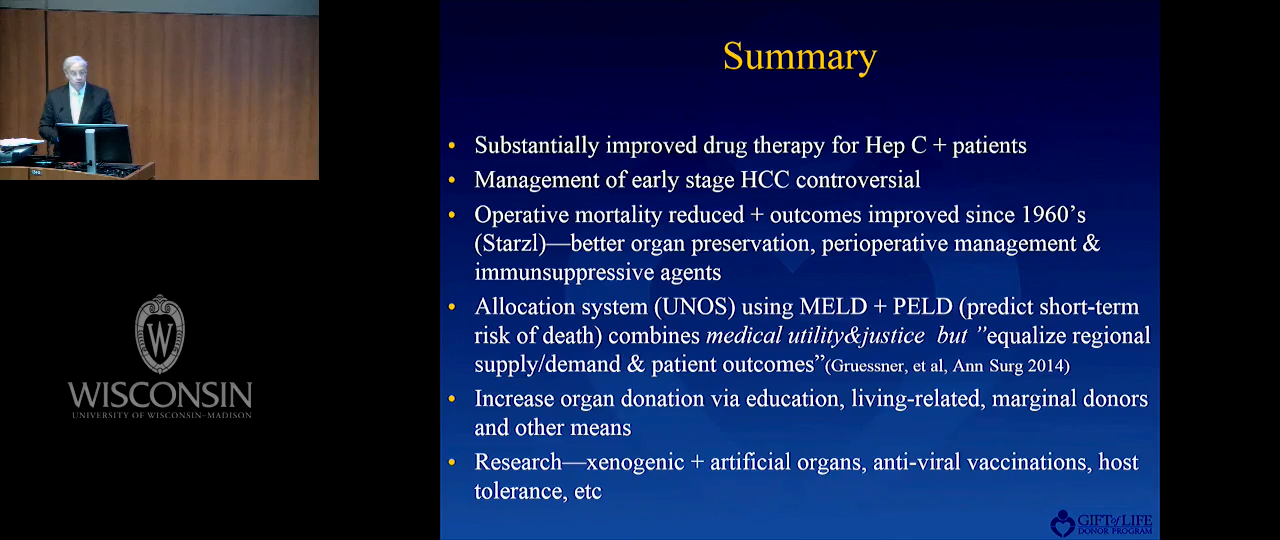 Summary
• Substantially improved drug therapy for Hep C + patients
• Management of early stage HCC controversial
• Operative mortality reduced + outcomes improved since 1960's
(Starzl)—better organ preservation, perioperative management &
immunsuppressive agents
• Allocation system (UNOS) using MELD + PELD (predict short-term
risk of death) combines medical utility&justice but ”equalize regional
supply/demand & patient outcomes”(Gruessner, et al, Ann Surg 2014)
• Increase organ donation via education, living-related, marginal donors
and other means
• Research—xenogenic + artificial organs, anti-viral vaccinations, host
tolerance, etc
GIFT of LIFE
DONOR PROGRAM
W
WISCONSIN
UNIVERSITY OF WISCONSIN–MADISON